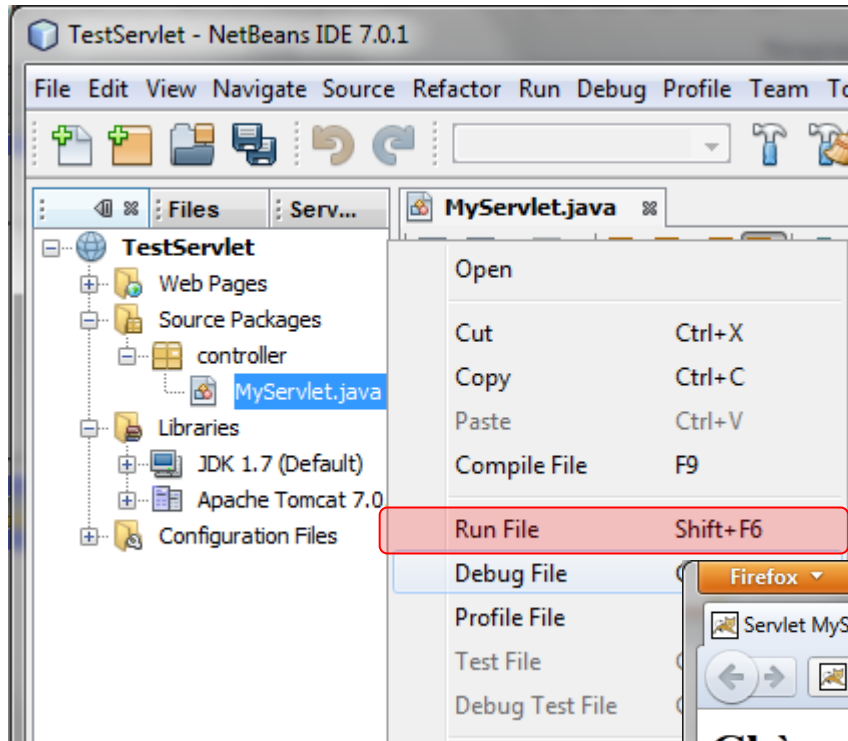 TestServlet - NetBeans IDE 7.0.1
File Edit View Navigate Source Refactor Run Debug Profile Team
Files Serv... MyServlet.java
TestServlet
Web Pages
Source Packages
controller
MyServlet.java
Libraries
JDK 1.7 (Default)
Apache Tomcat 7.0
Configuration Files
Open
Cut Ctrl+X
Copy Ctrl+C
Paste Ctrl+V
Compile File F9
Run File Shift+F6
Debug File
Profile File
Test File
Debug Test File
Firefox
Servlet MyS